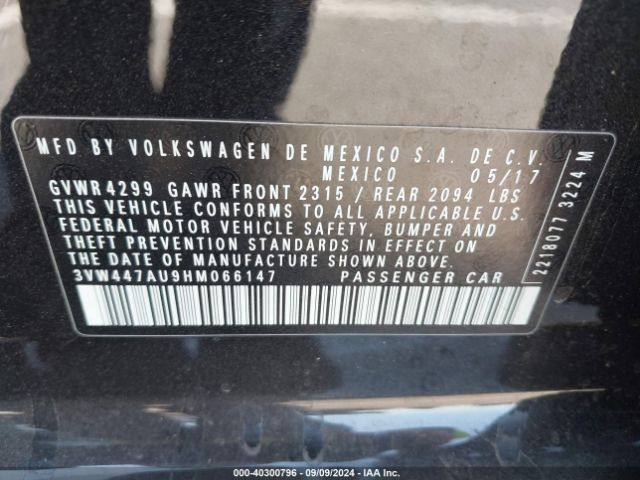 MFD BY VOLKSWAGEN DE MEXICO S.A. DE C.V.
MEXICO 05/17
GVWR 4299 GAWR FRONT 2315 / REAR 2094 LBS
THIS VEHICLE CONFORMS TO ALL APPLICABLE U.S.
FEDERAL MOTOR VEHICLE SAFETY, BUMPER AND
THEFT PREVENTION STANDARDS IN EFFECT ON
THE DATE OF MANUFACTURE SHOWN ABOVE.
3VW447AU9HM066147 PASSENGER CAR
2218077 3224 M
000-40300796 - 09/09/2024 - IAA Inc.